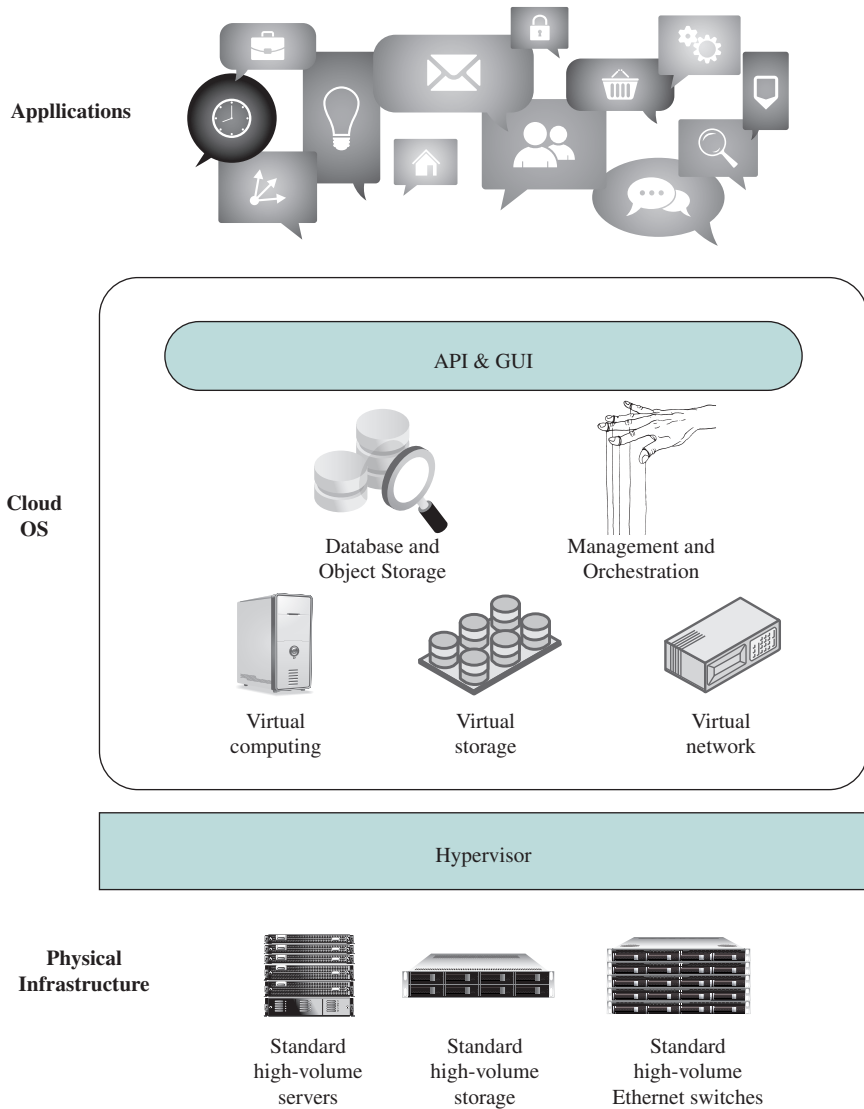 Appllications
API & GUI
Cloud
OS
Database and
Object Storage
Management and
Orchestration
Virtual
computing
Virtual
storage
Virtual
network
Hypervisor
Physical
Infrastructure
Standard
high-volume
servers
Standard
high-volume
storage
Standard
high-volume
Ethernet switches